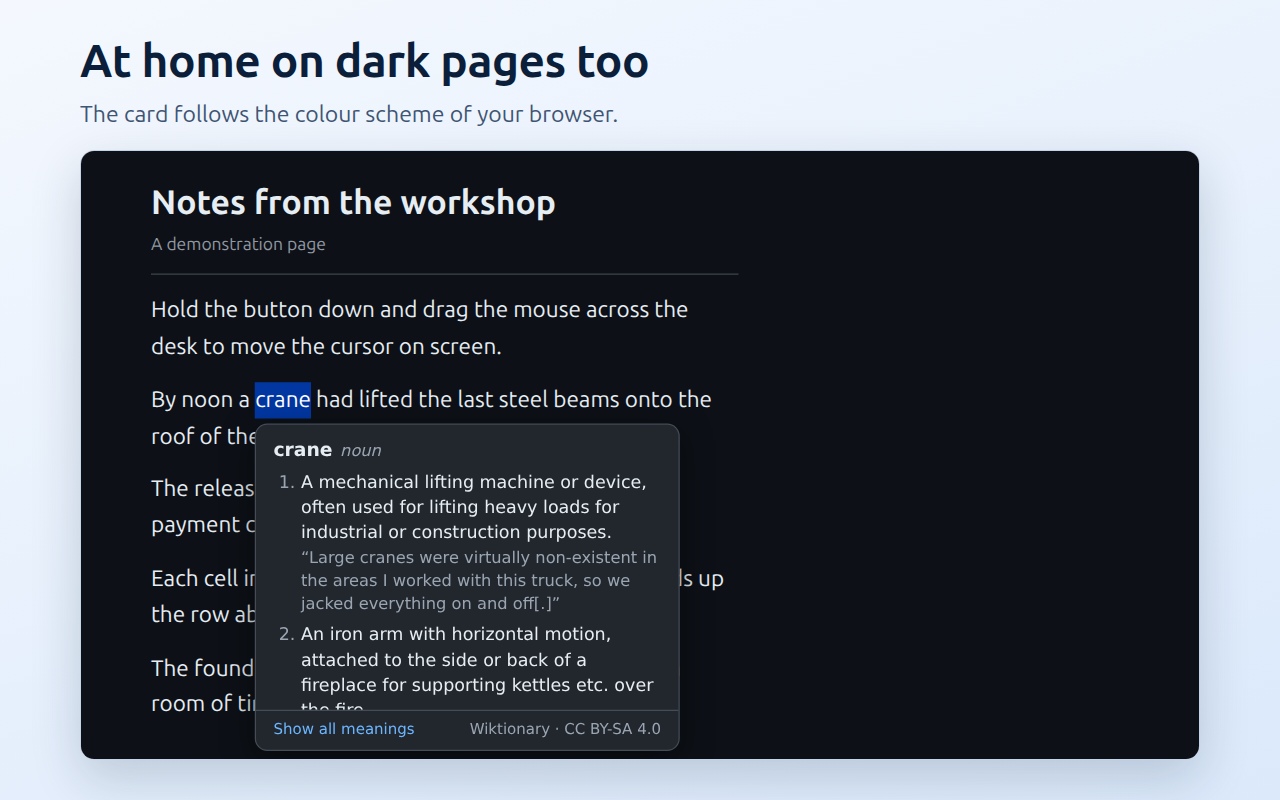 At home on dark pages too
The card follows the colour scheme of your browser.
Notes from the workshop
A demonstration page
Hold the button down and drag the mouse across the
desk to move the cursor on screen.
By noon a crane had lifted the last steel beams onto the
roof of the
The releas
payment
Each cell up
the row
The found
room of
crane noun
1. A mechanical lifting machine or device,
often used for lifting heavy loads for
industrial or construction purposes.
“Large cranes were virtually non-existent in
the areas I worked with this truck, so we
jacked everything on and off[.]”
2. An iron arm with horizontal motion,
attached to the side or back of a
fireplace for supporting kettles etc. over
the fire
Show all meanings
Wiktionary · CC BY-SA 4.0